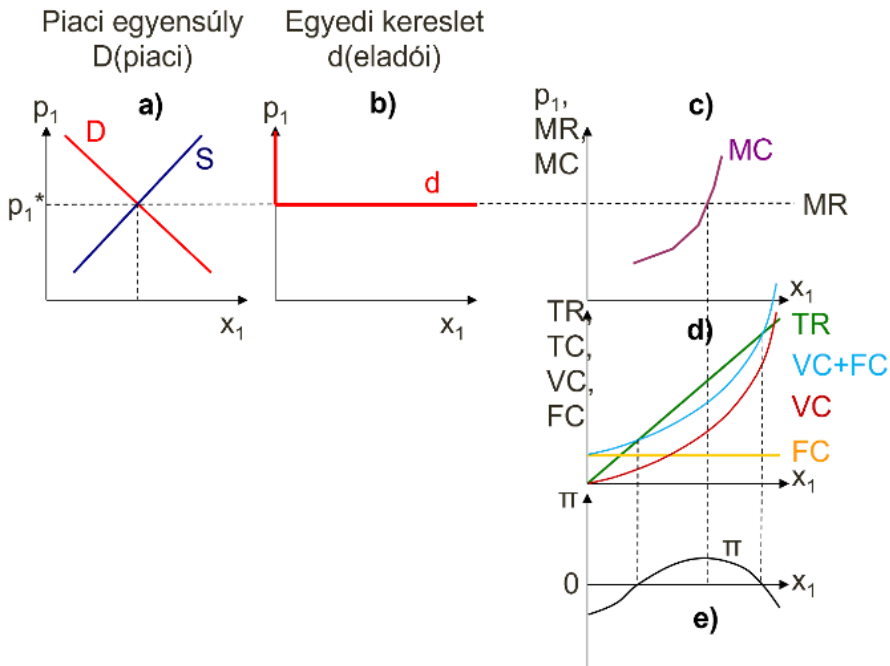 Piaci egyensúly
D(piaci)
Egyedi kereslet
d(eladói)
a)
p₁
D
S
p₁*
x₁
b)
p₁
d
x₁
c)
p₁,
MR,
MC
MC
MR
x₁
d)
TR,
TC,
VC,
FC
TR
VC+FC
VC
FC
x₁
π
π
0
x₁
e)